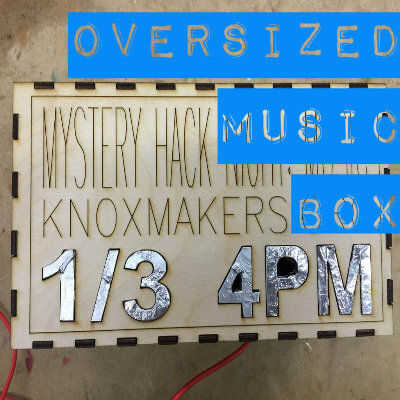 OVERSIZED
MUSIC
BOX
MYSTERY HACK
KNOXMAKERS
1/3 4PM